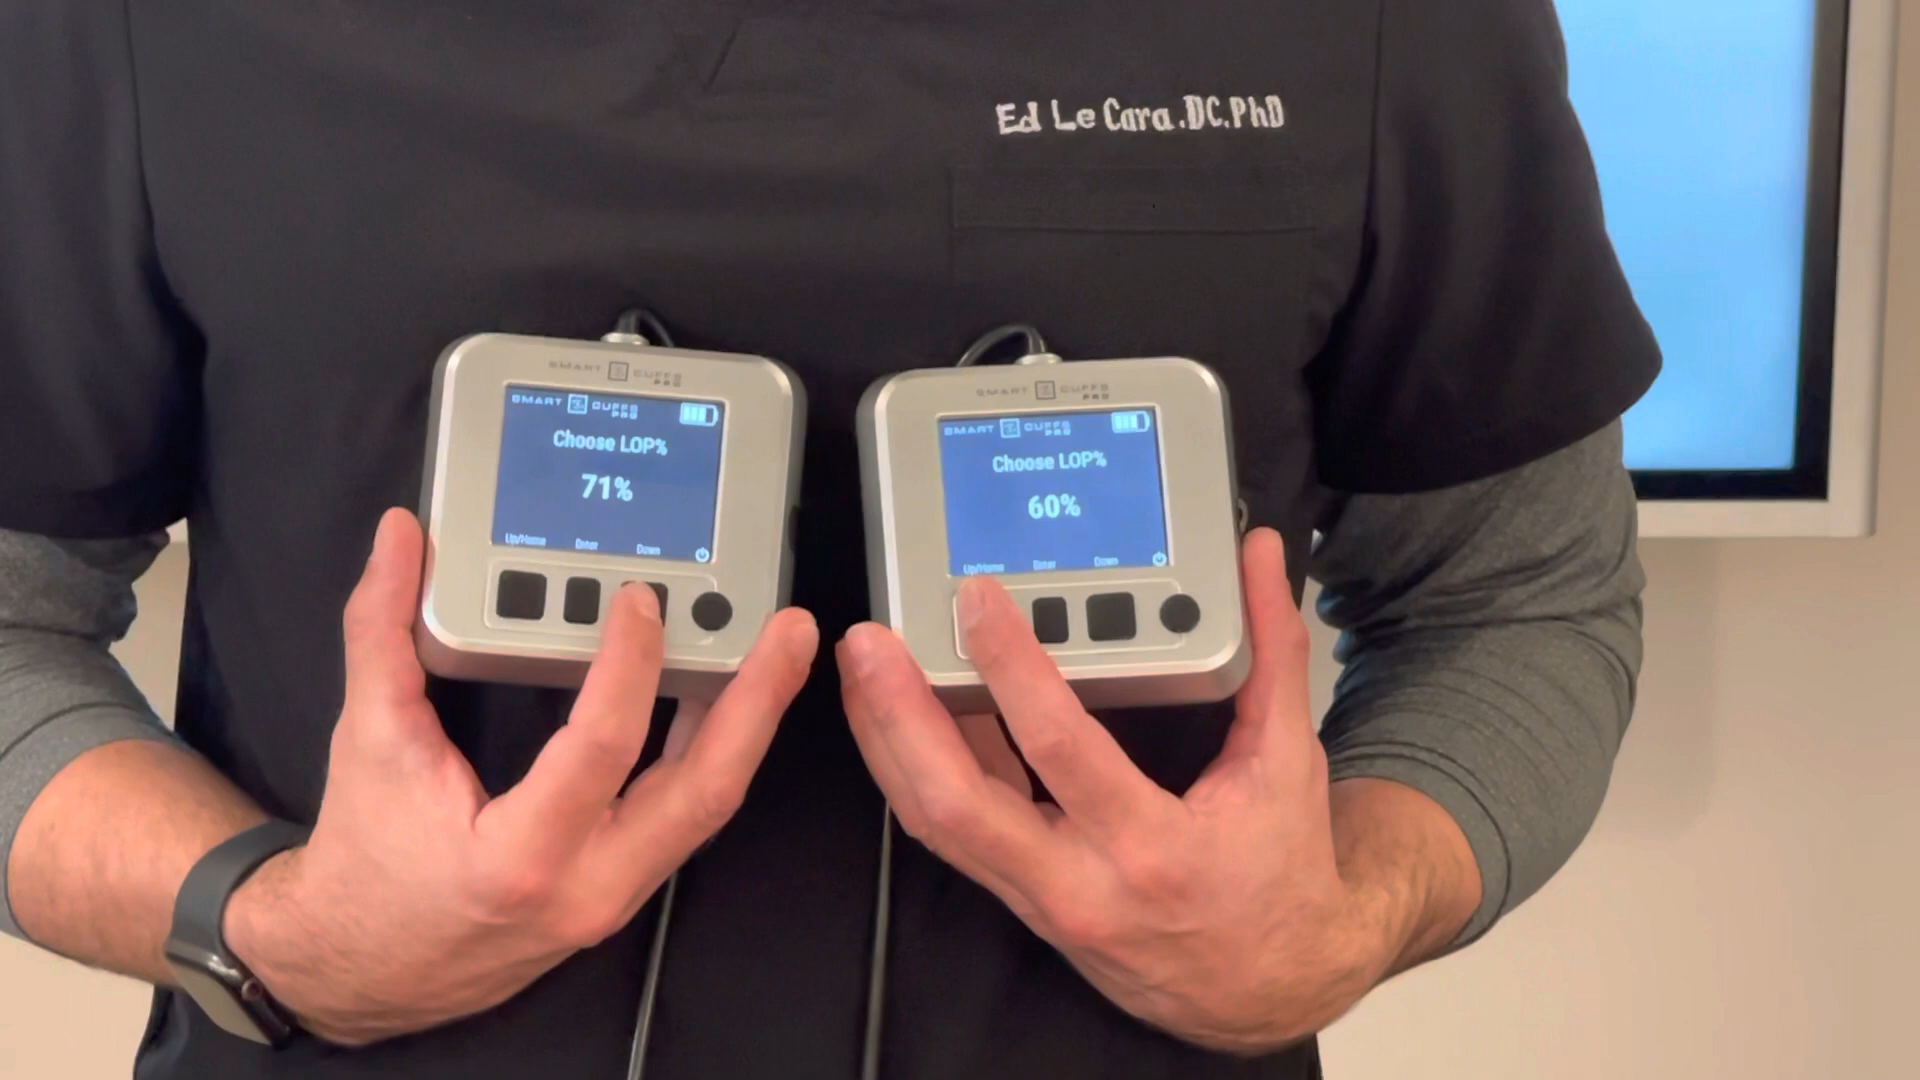 Ed Le Cara.DC.PhD
SMART CUFFS PRO
SMART CUFFS PRO
Choose LOP%
71%
Up/Home Enter Down
SMART CUFFS PRO
SMART CUFFS PRO
Choose LOP%
60%
Up/Home Enter Down